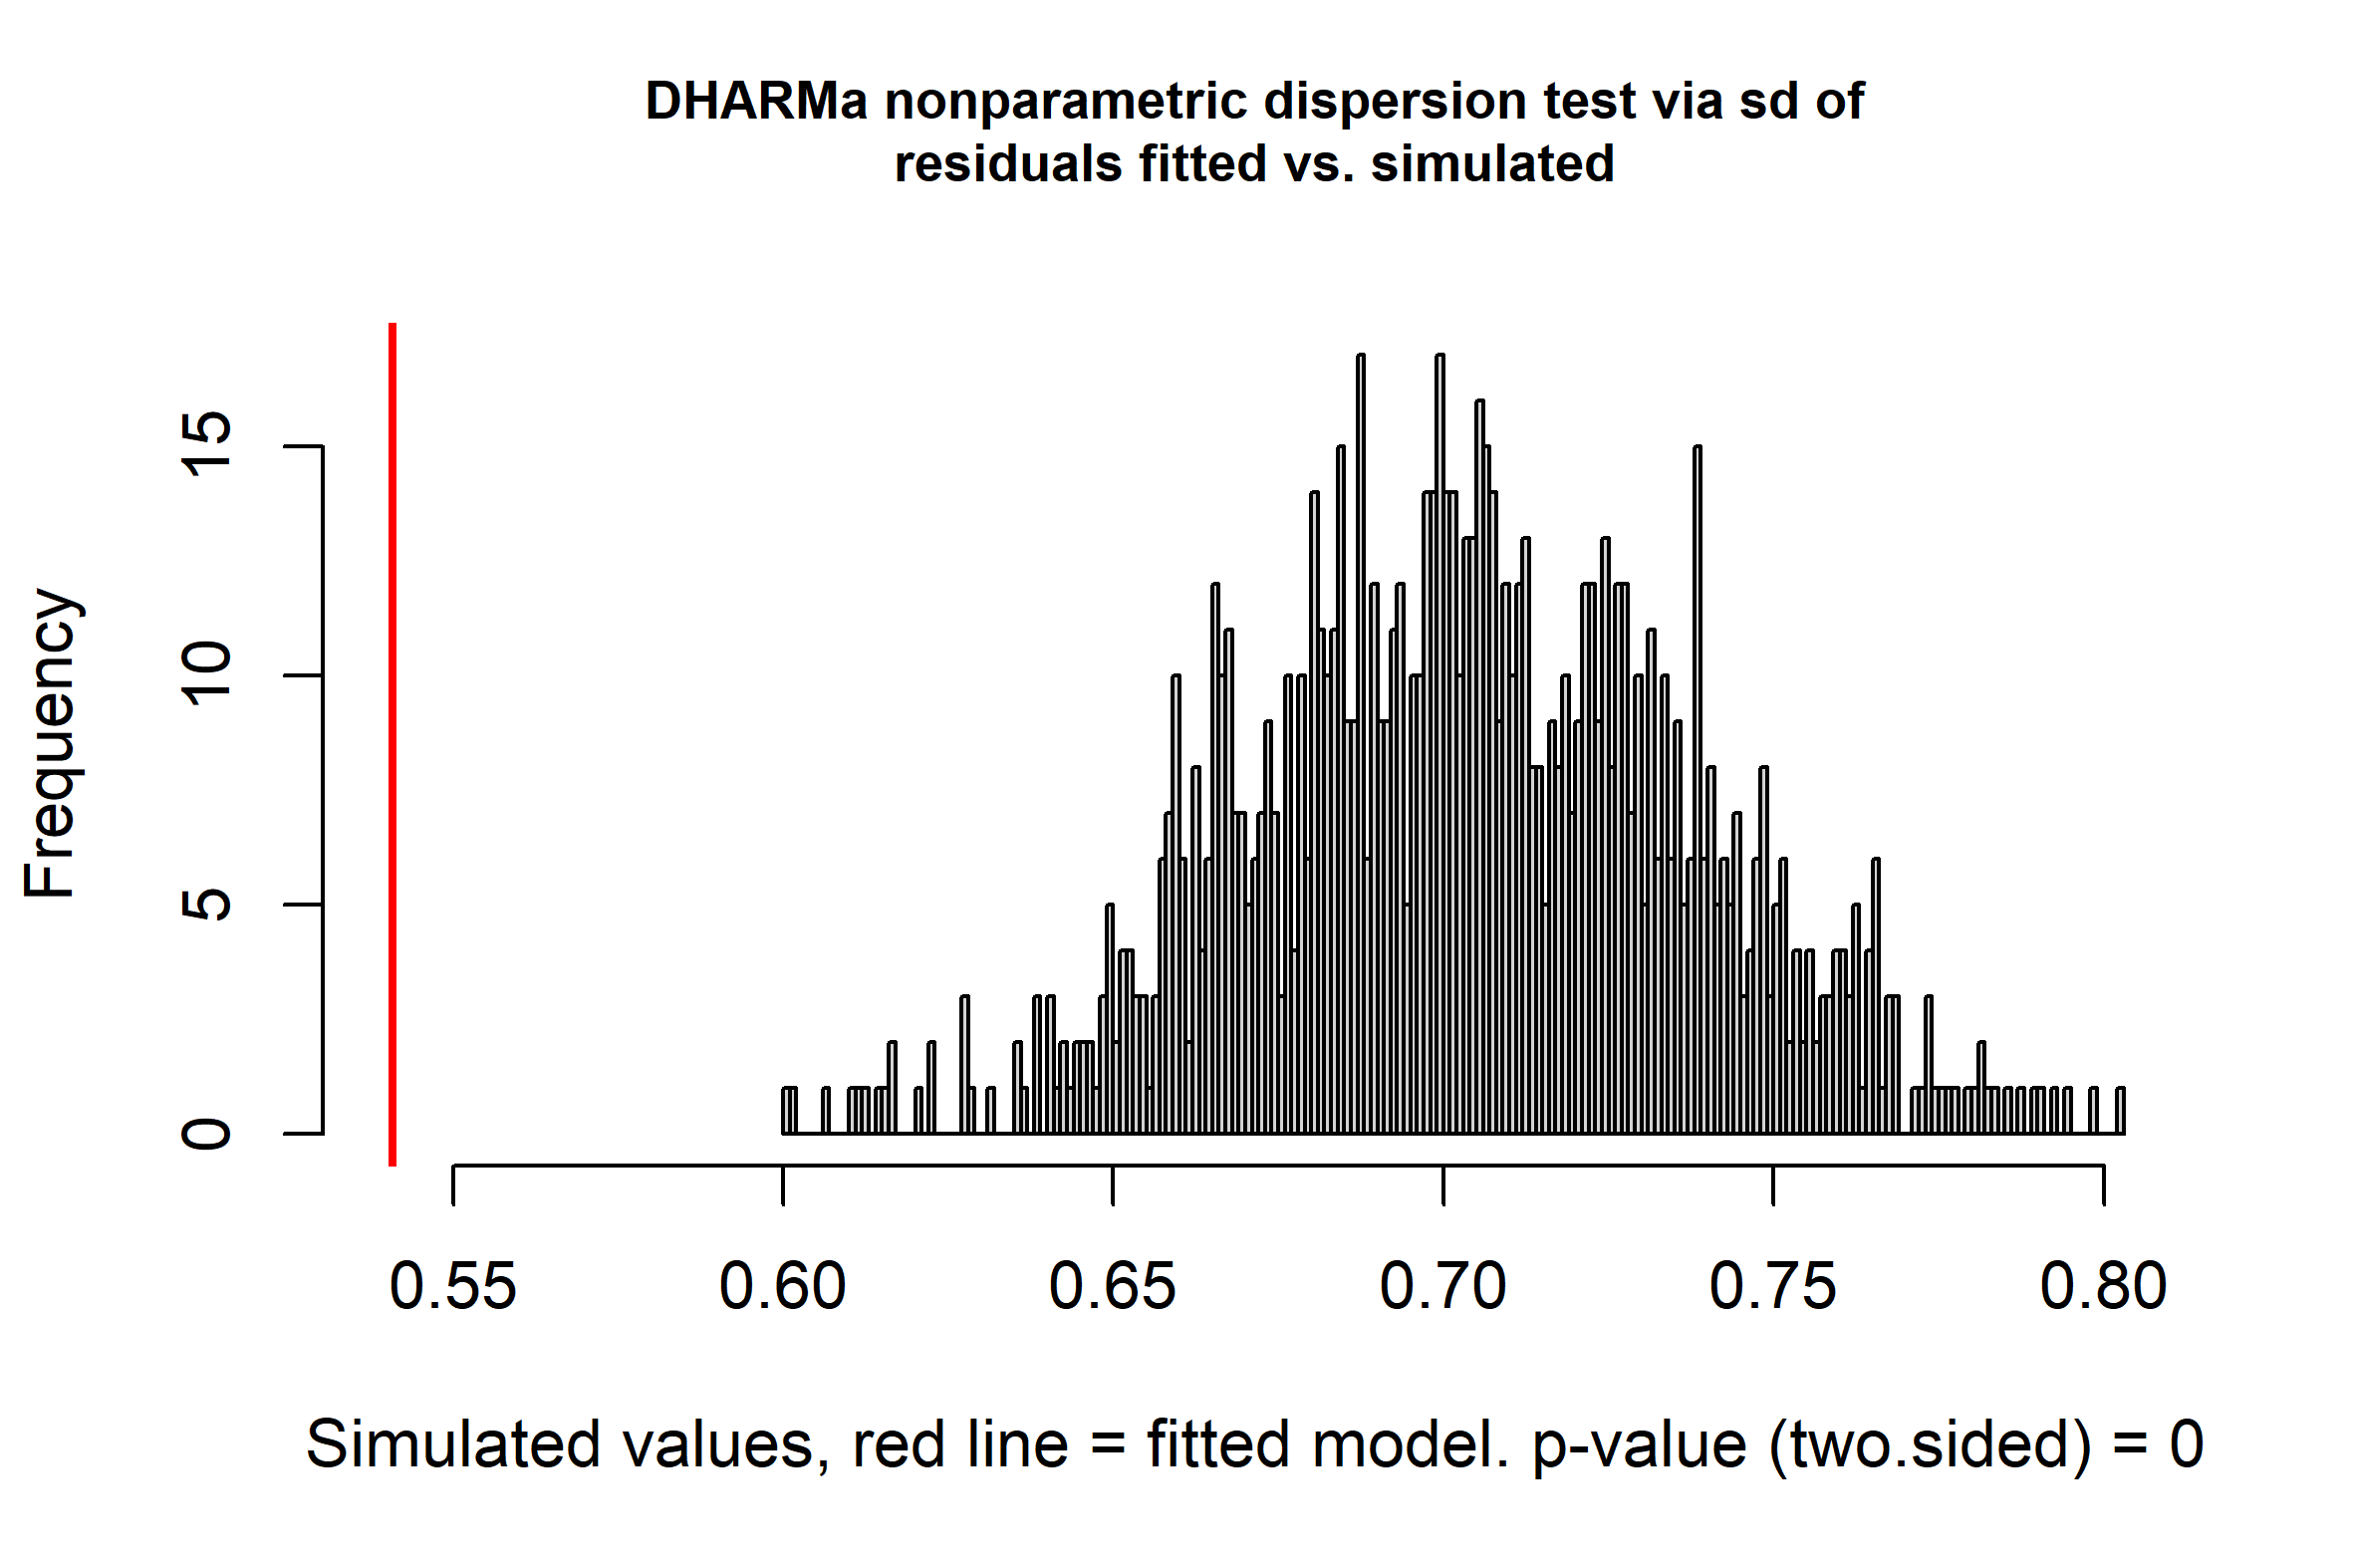 DHARMa nonparametric dispersion test via sd of
residuals fitted vs. simulated
Frequency
15
10
5
0
0.55 0.60 0.65 0.70 0.75 0.80
Simulated values, red line = fitted model. p-value (two.sided) = 0